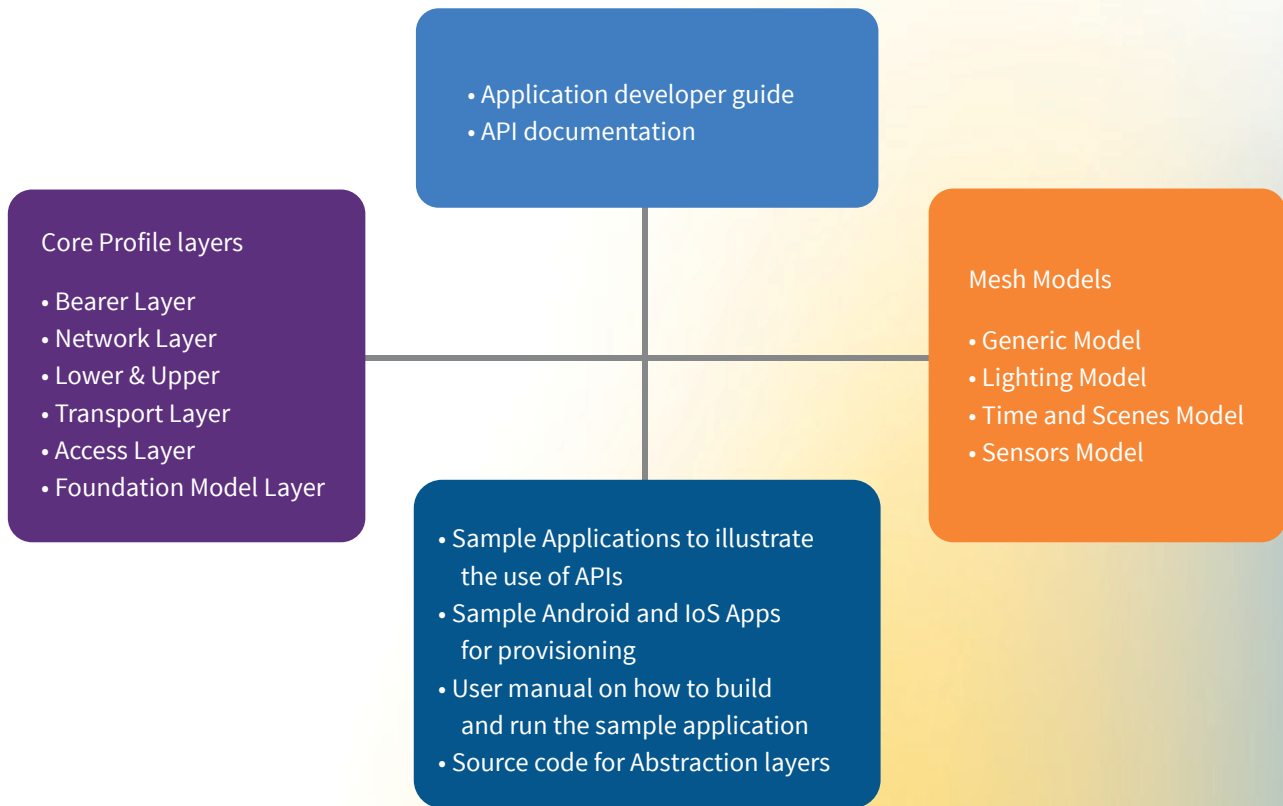 • Application developer guide
• API documentation
Core Profile layers
• Bearer Layer
• Network Layer
• Lower & Upper
• Transport Layer
• Access Layer
• Foundation Model Layer
Mesh Models
• Generic Model
• Lighting Model
• Time and Scenes Model
• Sensors Model
• Sample Applications to illustrate
the use of APIs
• Sample Android and IoS Apps
for provisioning
• User manual on how to build
and run the sample application
• Source code for Abstraction layers